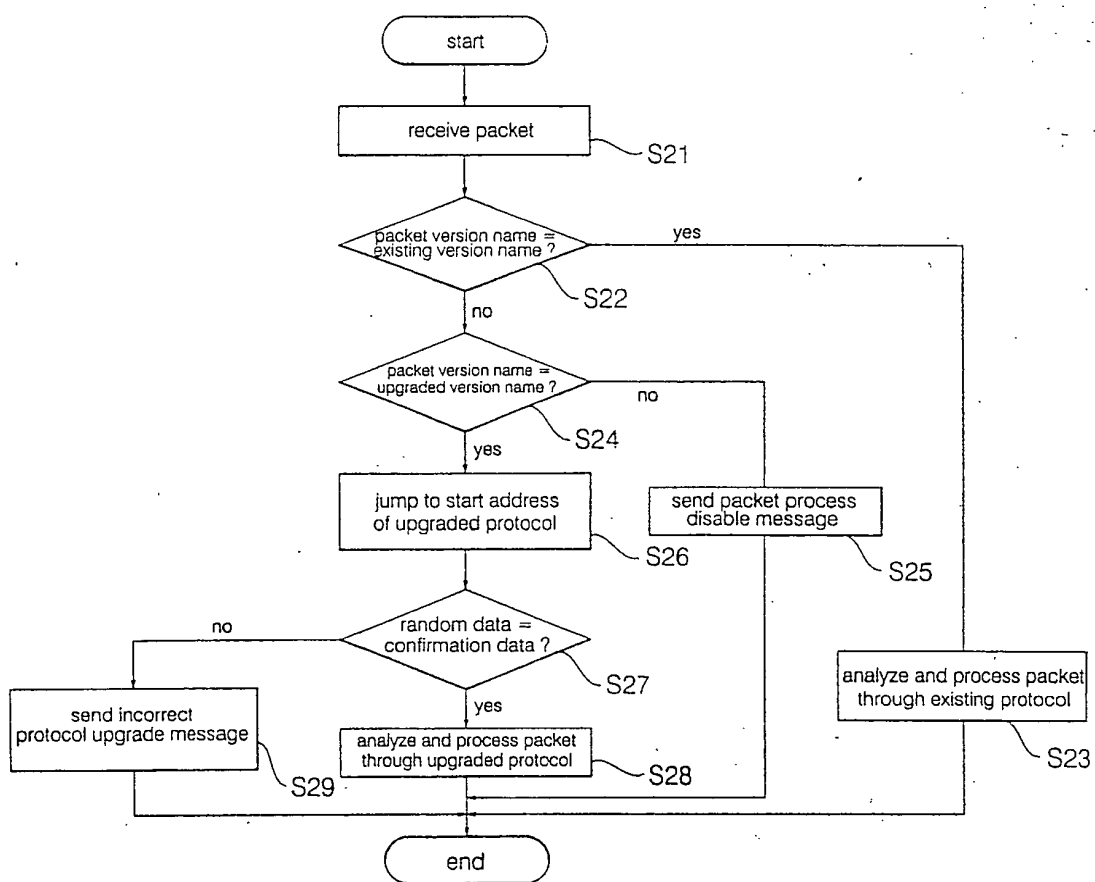 start
receive packet
S21
packet version name =
existing version name ?
yes
S22
no
packet version name =
upgraded version name ?
no
S24
yes
jump to start address
of upgraded protocol
S26
send packet process
disable message
S25
random data =
confirmation data ?
no
S27
yes
analyze and process packet
through existing protocol
S23
send incorrect
protocol upgrade message
S29
analyze and process packet
through upgraded protocol
S28
end